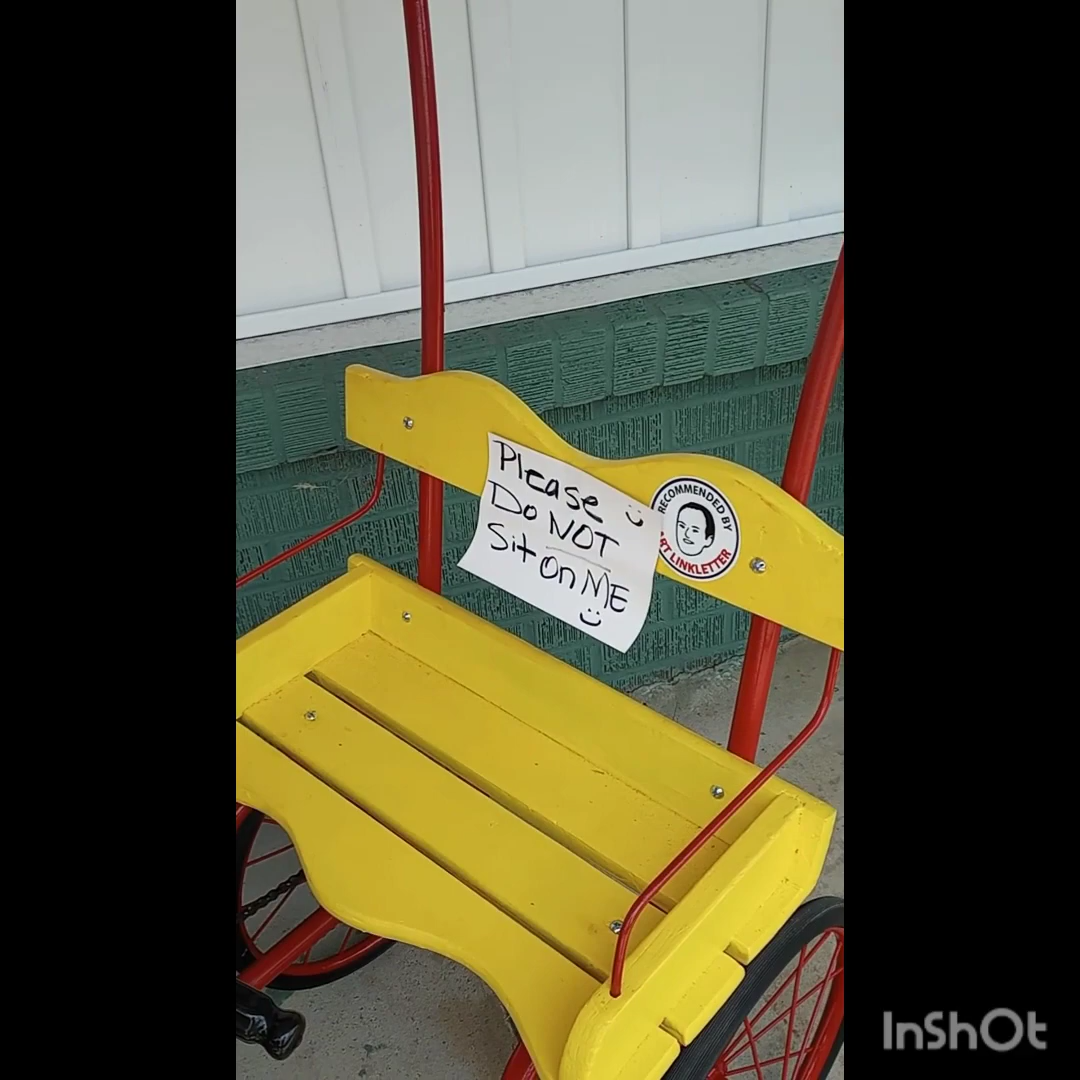 Please
Do NOT
Sit on ME
RECOMMENDED BY
ART LINKLETTER
InShOt